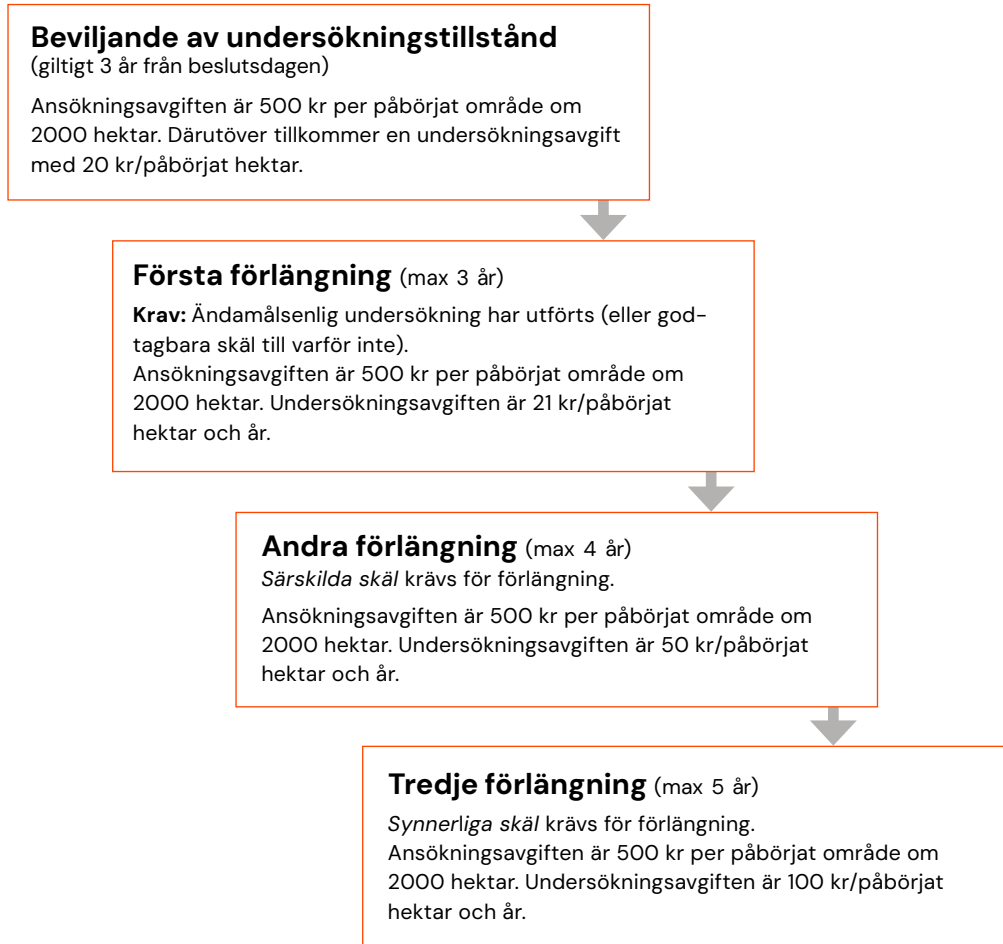 Beviljande av undersökningstillstånd
(giltigt 3 år från beslutsdagen)
Ansökningsavgiften är 500 kr per påbörjat område om
2000 hektar. Därutöver tillkommer en undersökningsavgift
med 20 kr/påbörjat hektar.
Första förlängning (max 3 år)
Krav: Ändamålsenlig undersökning har utförts (eller god-
tagbara skäl till varför inte).
Ansökningsavgiften är 500 kr per påbörjat område om
2000 hektar. Undersökningsavgiften är 21 kr/påbörjat
hektar och år.
Andra förlängning (max 4 år)
Särskilda skäl krävs för förlängning.
Ansökningsavgiften är 500 kr per påbörjat område om
2000 hektar. Undersökningsavgiften är 50 kr/påbörjat
hektar och år.
Tredje förlängning (max 5 år)
Synnerliga skäl krävs för förlängning.
Ansökningsavgiften är 500 kr per påbörjat område om
2000 hektar. Undersökningsavgiften är 100 kr/påbörjat
hektar och år.